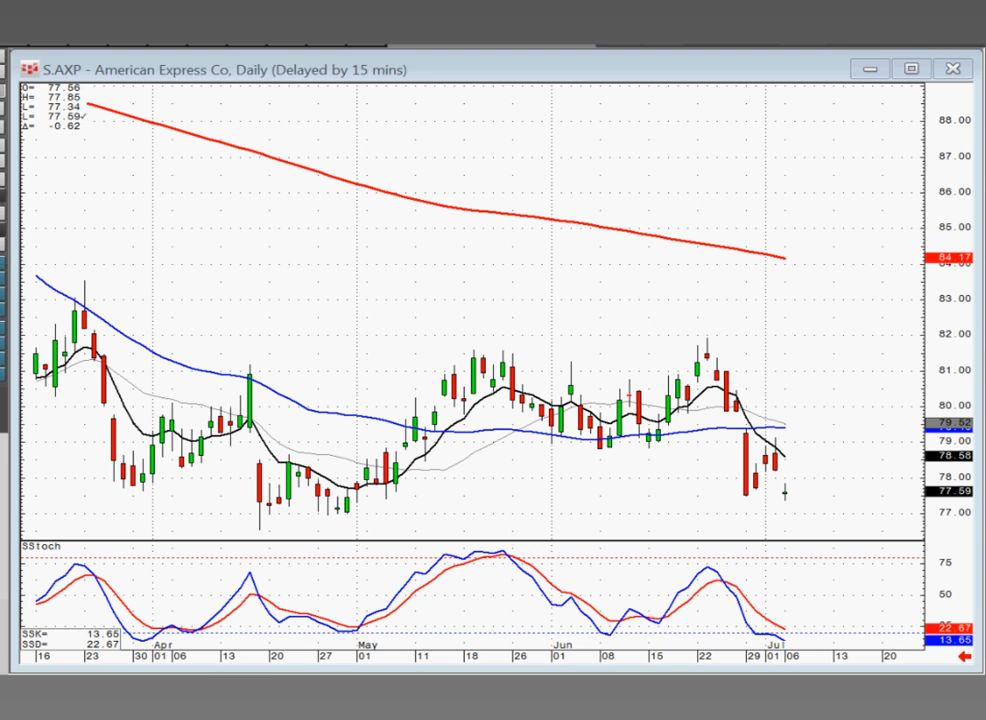 S.AXP - American Express Co, Daily (Delayed by 15 mins)
O= 77.56
H= 77.85
L= 77.34
L= 77.59✓
Δ= -0.62
88.00
87.00
86.00
85.00
84.17
84.00
83.00
82.00
81.00
80.00
79.52
79.00
78.58
78.00
77.59
77.00
SStoch
75
50
25
22.67
13.65
SSK= 13.65
SSD= 22.67
Apr May Jun Jul
16 23 30 01 06 13 20 27 01 11 18 26 01 08 15 22 29 01 06 13 20